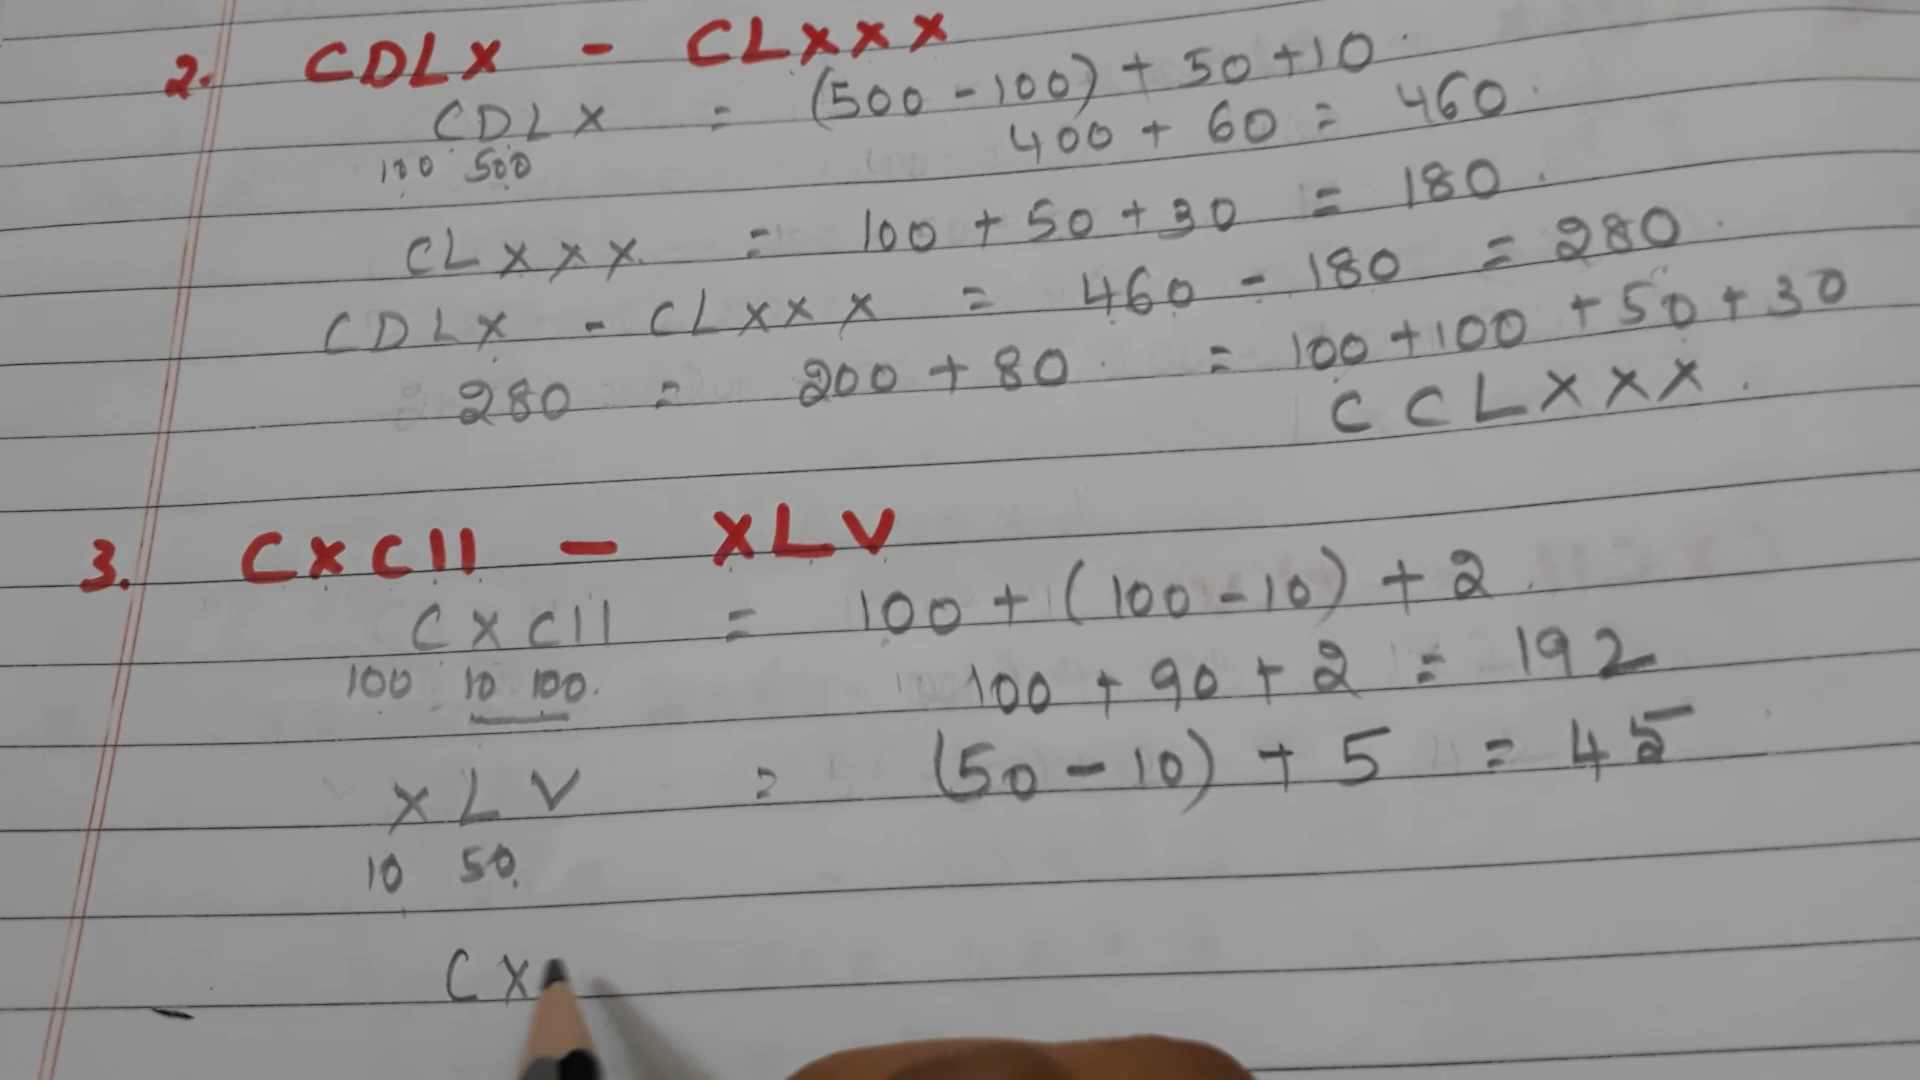 2. CDLX - CLXXX
CDLX = (500 - 100) + 50 + 10
100 500 400 + 60 = 460
CLXXX = 100 + 50 + 30 = 180
CDLX - CLXXX = 460 - 180 = 280
280 = 200 + 80 = 100 + 100 + 50 + 30
CCLXXX
3. CXCII - XLV
CXCII = 100 + (100 - 10) + 2
100 10 100 100 + 90 + 2 = 192
XLV = (50 - 10) + 5 = 45
10 50
CX